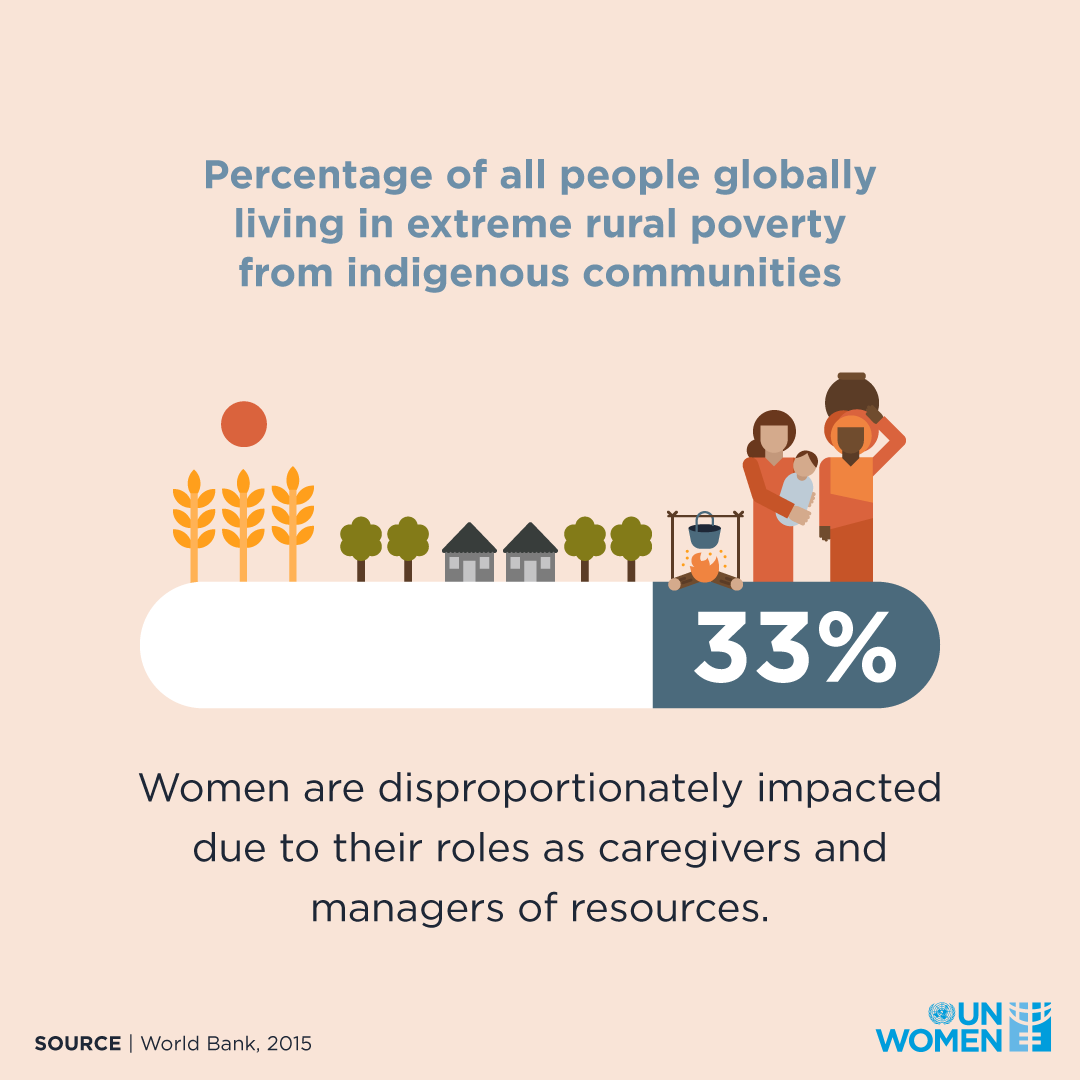 Percentage of all people globally
living in extreme rural poverty
from indigenous communities
33%
Women are disproportionately impacted
due to their roles as caregivers and
managers of resources.
SOURCE | World Bank, 2015
UN
WOMEN